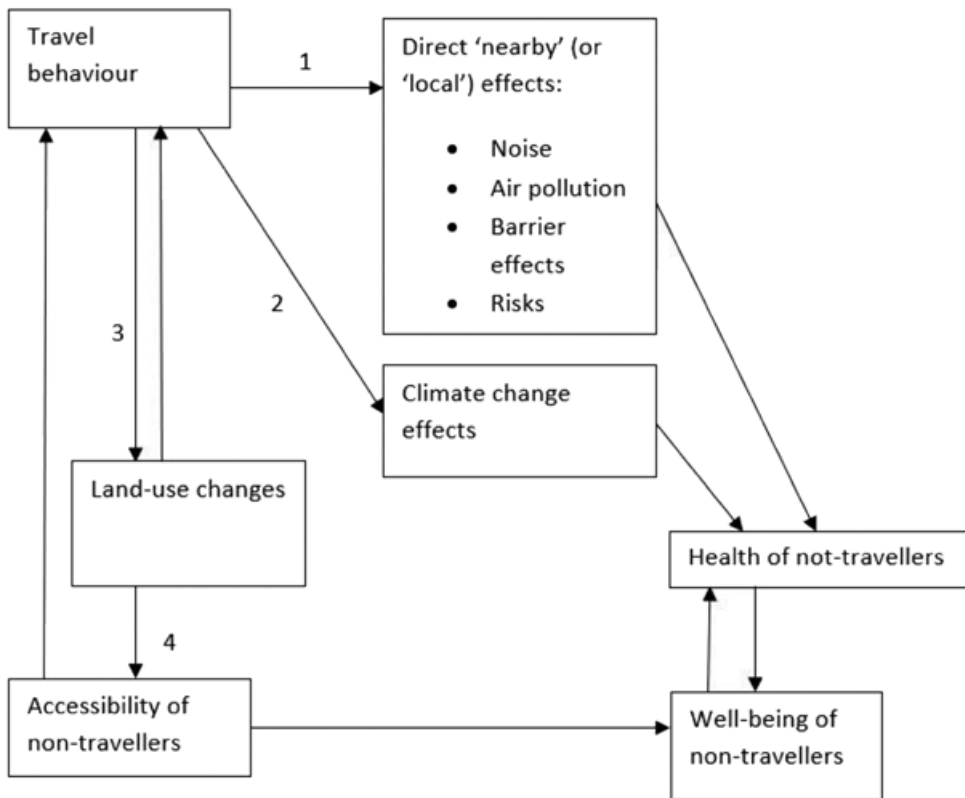 Travel
behaviour
1
Direct ‘nearby’ (or
‘local’) effects:
• Noise
• Air pollution
• Barrier
effects
• Risks
2
3
Climate change
effects
Land-use changes
Health of not-travellers
4
Accessibility of
non-travellers
Well-being of
non-travellers